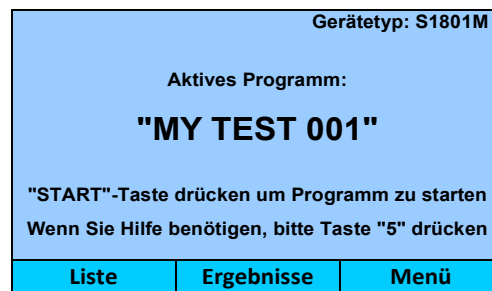 Gerätetyp: S1801M
Aktives Programm:
"MY TEST 001"
"START"-Taste drücken um Programm zu starten
Wenn Sie Hilfe benötigen, bitte Taste "5" drücken
Liste Ergebnisse Menü